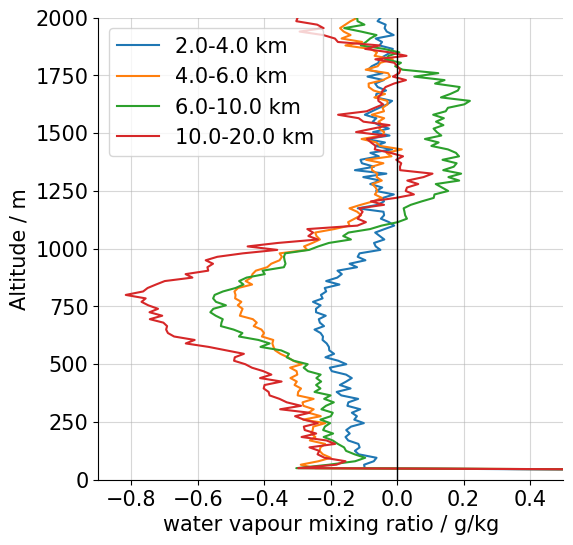 2000
1750
1500
1250
1000
750
500
250
0
Altitude / m
2.0-4.0 km
4.0-6.0 km
6.0-10.0 km
10.0-20.0 km
−0.8 −0.6 −0.4 −0.2 0.0 0.2 0.4
water vapour mixing ratio / g/kg